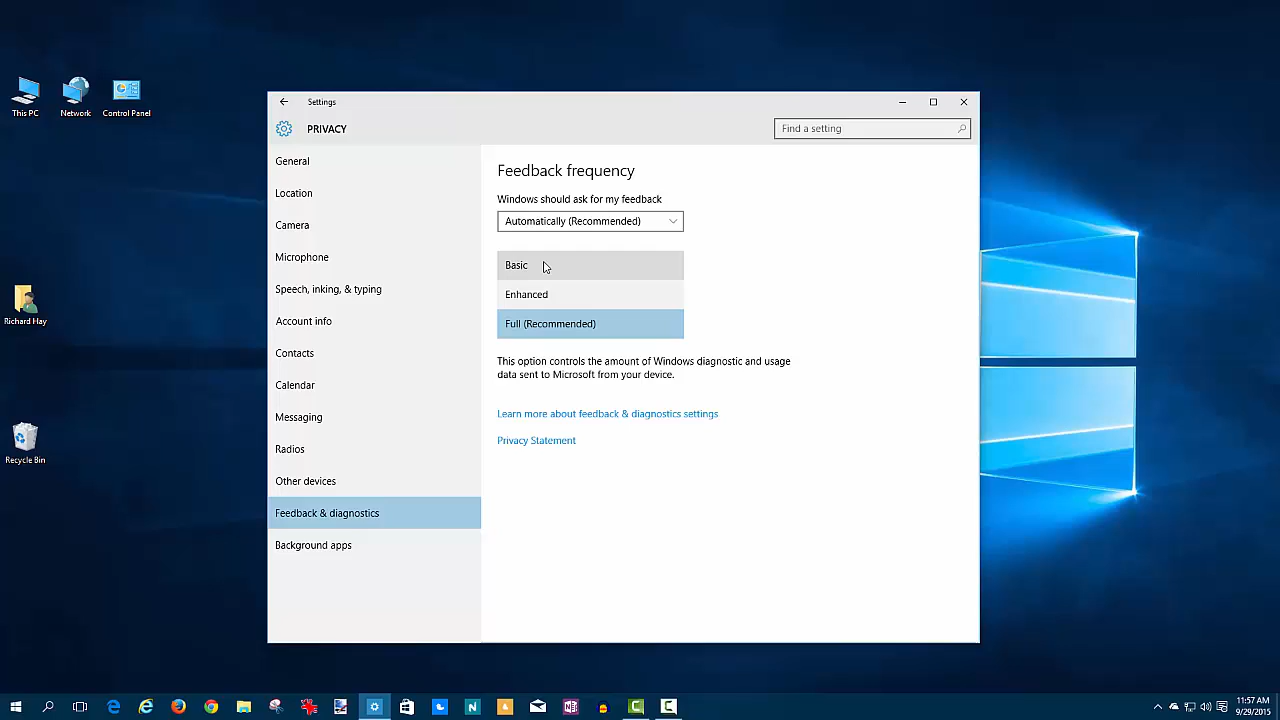 This PC
Network
Control Panel
Richard Hay
Recycle Bin
Settings
PRIVACY
Find a setting
General
Location
Camera
Microphone
Speech, inking, & typing
Account info
Contacts
Calendar
Messaging
Radios
Other devices
Feedback & diagnostics
Background apps
Feedback frequency
Windows should ask for my feedback
Automatically (Recommended)
Basic
Enhanced
Full (Recommended)
This option controls the amount of Windows diagnostic and usage
data sent to Microsoft from your device.
Learn more about feedback & diagnostics settings
Privacy Statement
11:57 AM
9/29/2015